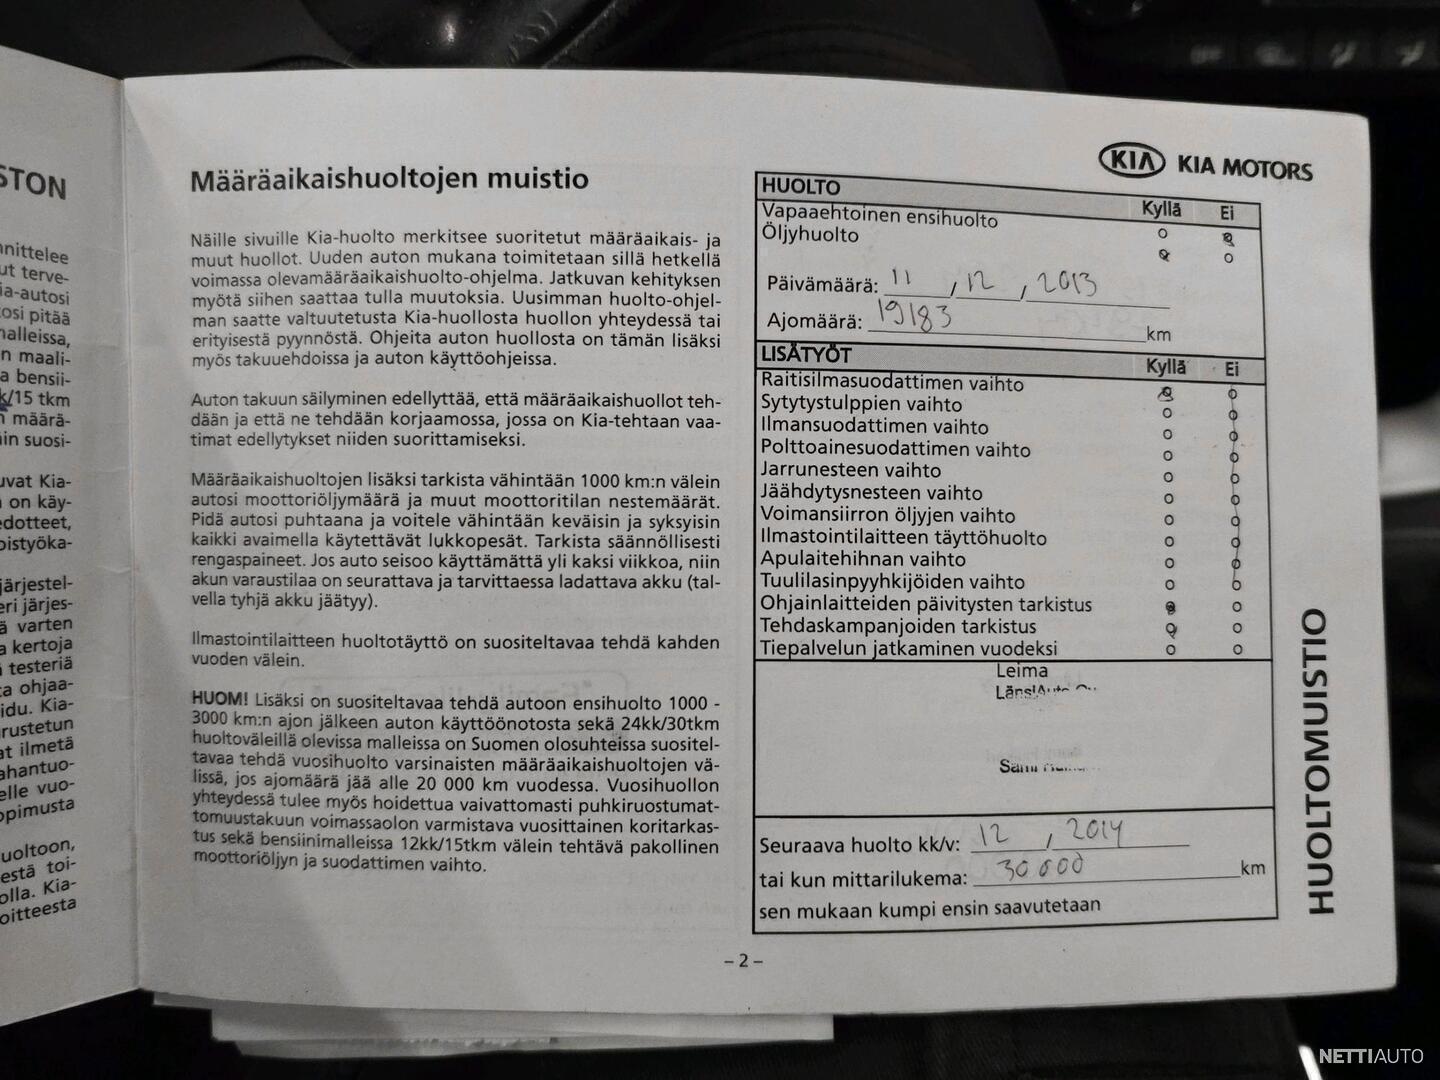 STON
nnittelee
ut terve-
ia-autosi
osi pitää
nalleissa,
n maali-
a bensii-
k/15 tkm
n määrä-
in suosi-
uvat Kia-
on käy-
edotteet,
oistyöka-
järjestel-
eri järjes-
ä varten
a kertoja
ä testeriä
ta ohjaa-
idu. Kia-
rustetun
at ilmetä
ahantuo-
elle vuo-
opimusta
uoltoon,
estä toi-
olla. Kia-
oitteesta
Määräaikaishuoltojen muistio
Näille sivuille Kia-huolto merkitsee suoritetut määräaikais- ja
muut huollot. Uuden auton mukana toimitetaan sillä hetkellä
voimassa olevamääräaikaishuolto-ohjelma. Jatkuvan kehityksen
myötä siihen saattaa tulla muutoksia. Uusimman huolto-ohjel-
man saatte valtuutetusta Kia-huollosta huollon yhteydessä tai
erityisestä pyynnöstä. Ohjeita auton huollosta on tämän lisäksi
myös takuuehdoissa ja auton käyttöohjeissa.
Auton takuun säilyminen edellyttää, että määräaikaishuollot teh-
dään ja että ne tehdään korjaamossa, jossa on Kia-tehtaan vaa-
timat edellytykset niiden suorittamiseksi.
Määräaikaishuoltojen lisäksi tarkista vähintään 1000 km:n välein
autosi moottoriöljymäärä ja muut moottoritilan nestemäärät.
Pidä autosi puhtaana ja voitele vähintään keväisin ja syksyisin
kaikki avaimella käytettävät lukkopesät. Tarkista säännöllisesti
rengaspaineet. Jos auto seisoo käyttämättä yli kaksi viikkoa, niin
akun varaustilaa on seurattava ja tarvittaessa ladattava akku (tal-
vella tyhjä akku jäätyy).
Ilmastointilaitteen huoltotäyttö on suositeltavaa tehdä kahden
vuoden välein.
HUOM! Lisäksi on suositeltavaa tehdä autoon ensihuolto 1000 -
3000 km:n ajon jälkeen auton käyttöönotosta sekä 24kk/30tkm
huoltoväleillä olevissa malleissa on Suomen olosuhteissa suositel-
tavaa tehdä vuosihuolto varsinaisten määräaikaishuoltojen vä-
lissä, jos ajomäärä jää alle 20 000 km vuodessa. Vuosihuollon
yhteydessä tulee myös hoidettua vaivattomasti puhkiruostumat-
tomuustakuun voimassaolon varmistava vuosittainen koritarkas-
tus sekä bensiinimalleissa 12kk/15tkm välein tehtävä pakollinen
moottoriöljyn ja suodattimen vaihto.
KIA KIA MOTORS
HUOLTO Kyllä Ei
Vapaaehtoinen ensihuolto
Öljyhuolto
Päivämäärä: 11, 12, 2013
Ajomäärä: 19183 km
LISÄTYÖT Kyllä Ei
Raitisilmasuodattimen vaihto
Sytytystulppien vaihto
Ilmansuodattimen vaihto
Polttoainesuodattimen vaihto
Jarrunesteen vaihto
Jäähdytysnesteen vaihto
Voimansiirron öljyjen vaihto
Ilmastointilaitteen täyttöhuolto
Apulaitehihnan vaihto
Tuulilasinpyyhkijöiden vaihto
Ohjainlaitteiden päivitysten tarkistus
Tehdaskampanjoiden tarkistus
Tiepalvelun jatkaminen vuodeksi
Leima
Seuraava huolto kk/v: 12, 2014
tai kun mittarilukema: 30000 km
sen mukaan kumpi ensin saavutetaan
HUOLTOMUISTIO
– 2 –
NETTIAUTO